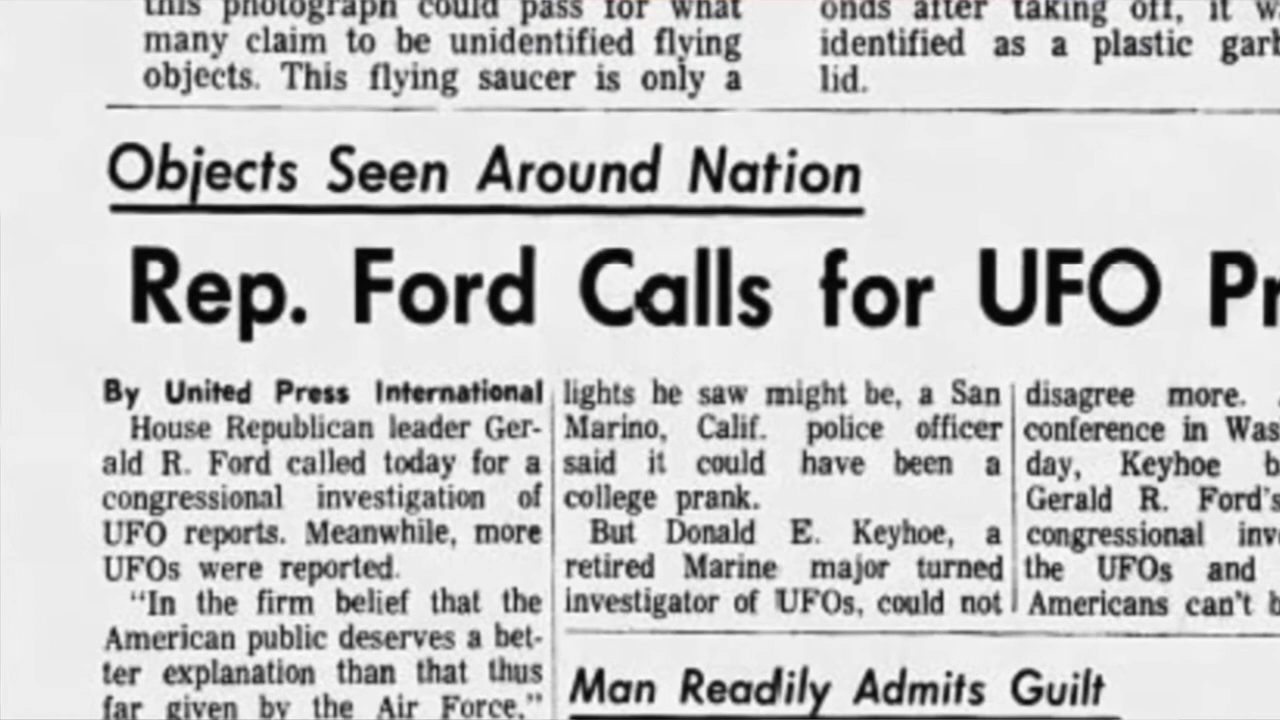 this photograph could pass for what
many claim to be unidentified flying
objects. This flying saucer is only a
onds after taking off, it w
identified as a plastic garb
lid.
Objects Seen Around Nation
Rep. Ford Calls for UFO Pr
By United Press International
House Republican leader Ger-
ald R. Ford called today for a
congressional investigation of
UFO reports. Meanwhile, more
UFOs were reported.
"In the firm belief that the
American public deserves a bet-
ter explanation than that thus
far given by the Air Force,"
lights he saw might be, a San
Marino, Calif. police officer
said it could have been a
college prank.
But Donald E. Keyhoe, a
retired Marine major turned
investigator of UFOs, could not
disagree more.
conference in Was
day, Keyhoe b
Gerald R. Ford's
congressional inv
the UFOs and
Americans can't b
Man Readily Admits Guilt